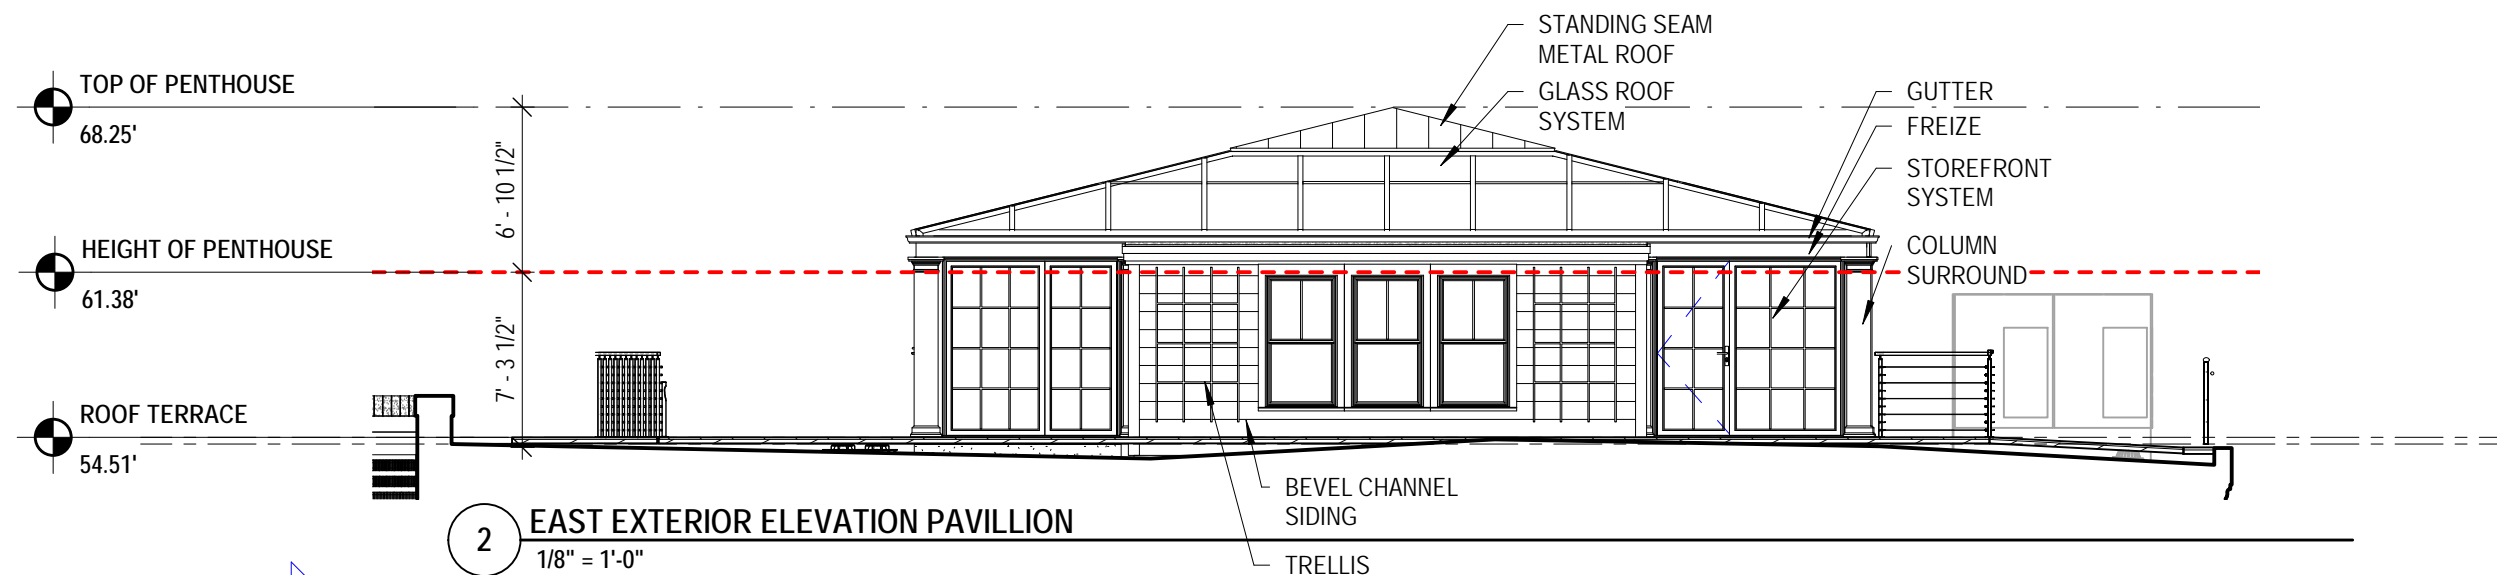 TOP OF PENTHOUSE
68.25'
HEIGHT OF PENTHOUSE
61.38'
ROOF TERRACE
54.51'
6' - 10 1/2"
7' - 3 1/2"
STANDING SEAM
METAL ROOF
GLASS ROOF
SYSTEM
GUTTER
FREIZE
STOREFRONT
SYSTEM
COLUMN
SURROUND
BEVEL CHANNEL
SIDING
TRELLIS
2
EAST EXTERIOR ELEVATION PAVILLION
1/8" = 1'-0"